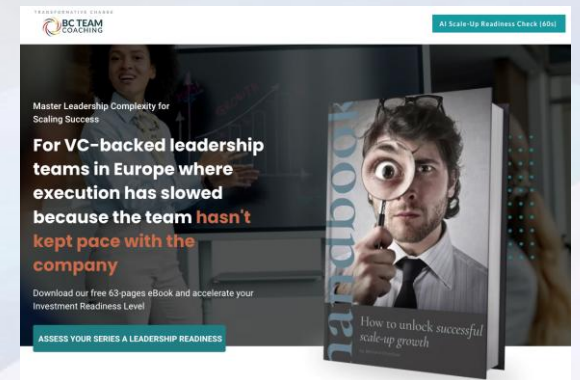 TRANSFORMATIVE SHARKS
BC TEAM
COACHING
AI Scale-Up Readiness Check (60s)
Master Leadership Complexity for
Scaling Success
For VC-backed leadership
teams in Europe where
execution has slowed
because the team hasn't
kept pace with the
company
Download our free 63-pages eBook and accelerate your
Investment Readiness Level
ASSESS YOUR SERIES A LEADERSHIP READINESS
handbook
How to unlock successful
scale-up growth